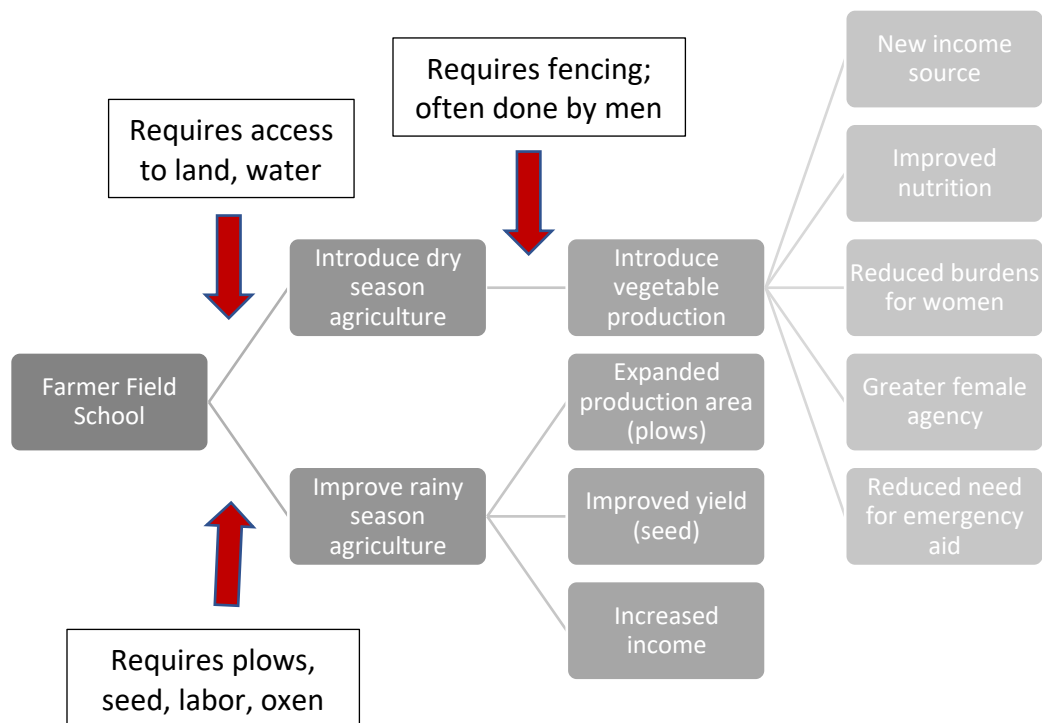 Requires fencing;
often done by men
Requires access
to land, water
New income
source
Improved
nutrition
Introduce dry
season
agriculture
Introduce
vegetable
production
Reduced burdens
for women
Farmer Field
School
Expanded
production area
(plows)
Greater female
agency
Improve rainy
season
agriculture
Improved yield
(seed)
Reduced need
for emergency
aid
Increased
income
Requires plows,
seed, labor, oxen